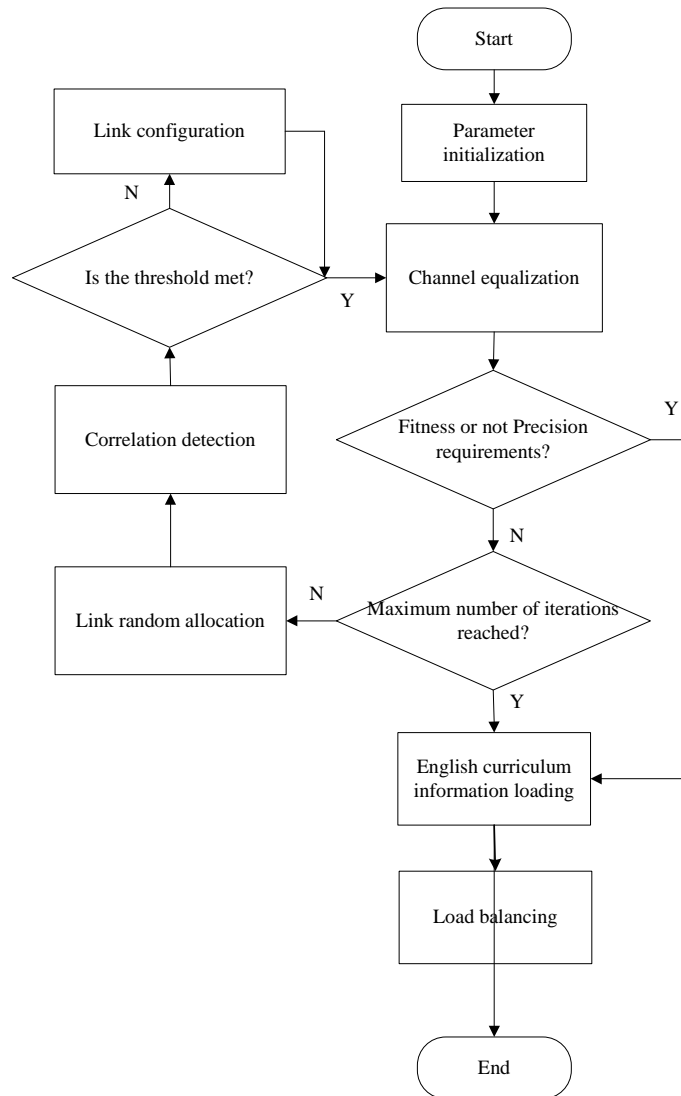 Start
Link configuration
Parameter
initialization
N
Is the threshold met?
Y
Channel equalization
Fitness or not Precision
requirements?
Y
Correlation detection
N
Maximum number of iterations
reached?
N
Link random allocation
Y
English curriculum
information loading
Load balancing
End